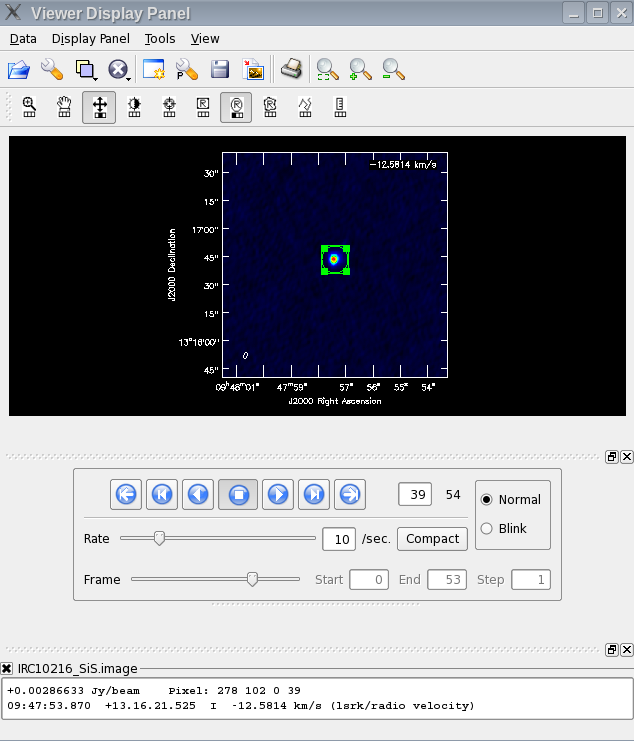 Viewer Display Panel
Data Display Panel Tools View
-12.5814 km/s
30"
15"
17'00"
45"
30"
15"
13°16'00"
45"
J2000 Declination
09ʰ48ᵐ01ˢ 47ᵐ59ˢ 57ˢ 56ˢ 55ˢ 54ˢ
J2000 Right Ascension
39 54
Normal
Blink
Rate 10 /sec. Compact
Frame Start 0 End 53 Step 1
IRC10216_SiS.image
+0.00286633 Jy/beam Pixel: 278 102 0 39
09:47:53.870 +13.16.21.525 I -12.5814 km/s (lsrk/radio velocity)